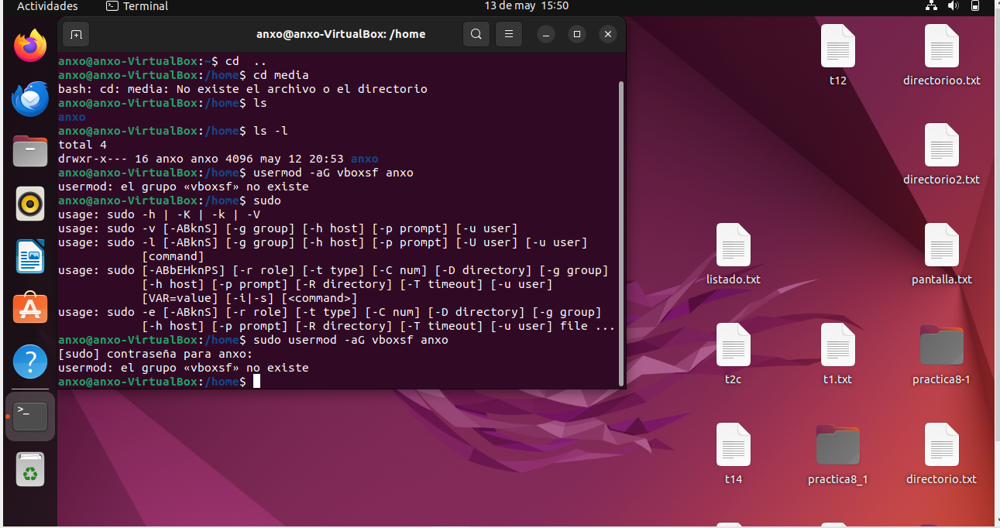 Actividades
Terminal
13 de may 15:50
anxo@anxo-VirtualBox: /home
anxo@anxo-VirtualBox:~$ cd  ..
anxo@anxo-VirtualBox:/home$ cd media
bash: cd: media: No existe el archivo o el directorio
anxo@anxo-VirtualBox:/home$ ls
anxo
anxo@anxo-VirtualBox:/home$ ls -l
total 4
drwxr-x--- 16 anxo anxo 4096 may 12 20:53 anxo
anxo@anxo-VirtualBox:/home$ usermod -aG vboxsf anxo
usermod: el grupo «vboxsf» no existe
anxo@anxo-VirtualBox:/home$ sudo
usage: sudo -h | -K | -k | -V
usage: sudo -v [-ABknS] [-g group] [-h host] [-p prompt] [-u user]
usage: sudo -l [-ABknS] [-g group] [-h host] [-p prompt] [-U user] [-u user]
            [command]
usage: sudo [-ABbEHknPS] [-r role] [-t type] [-C num] [-D directory] [-g group]
            [-h host] [-p prompt] [-R directory] [-T timeout] [-u user]
            [VAR=value] [-i|-s] [<command>]
usage: sudo -e [-ABknS] [-r role] [-t type] [-C num] [-D directory] [-g group]
            [-h host] [-p prompt] [-R directory] [-T timeout] [-u user] file ...
anxo@anxo-VirtualBox:/home$ sudo usermod -aG vboxsf anxo
[sudo] contraseña para anxo:
usermod: el grupo «vboxsf» no existe
anxo@anxo-VirtualBox:/home$
t12
directorioo.txt
directorio2.txt
listado.txt
pantalla.txt
t2c
t1.txt
practica8-1
t14
practica8_1
directorio.txt